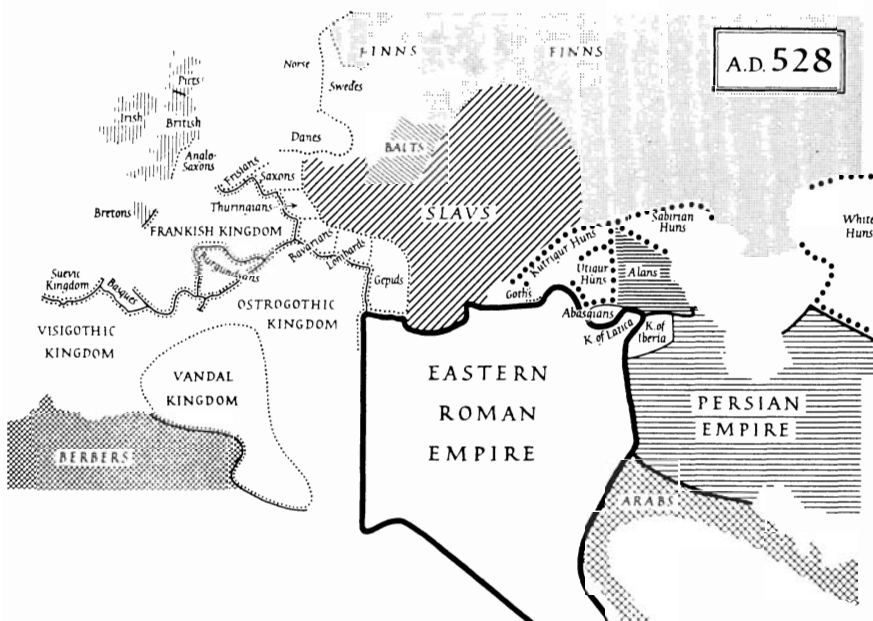 FINNS
FINNS
A.D. 528
Norse
Swedes
Picts
Irish
British
Danes
BALTS
Anglo-
Saxons
Frisians
Saxons
Thuringians
SLAVS
Bretons
FRANKISH KINGDOM
Bavarians
Lombards
Kutrigur Huns
Sabirian
Huns
White
Huns
Burgundians
Utigur
Huns
Alans
Suevic
Kingdom
Basques
Gepids
Goths
OSTROGOTHIC
KINGDOM
Abasgians
K. of Lazica
K. of
Iberia
VISIGOTHIC
KINGDOM
VANDAL
KINGDOM
EASTERN
ROMAN
EMPIRE
PERSIAN
EMPIRE
BERBERS
ARABS